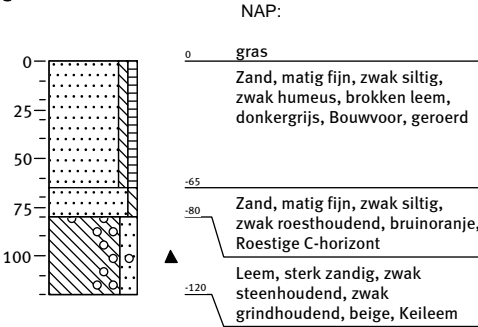 NAP:
0
gras
0
25
50
75
100
Zand, matig fijn, zwak siltig,
zwak humeus, brokken leem,
donkergrijs, Bouwvoor, geroerd
-65
Zand, matig fijn, zwak siltig,
-80
zwak roesthoudend, bruinoranje,
Roestige C-horizont
Leem, sterk zandig, zwak
-120
steenhoudend, zwak
grindhoudend, beige, Keileem